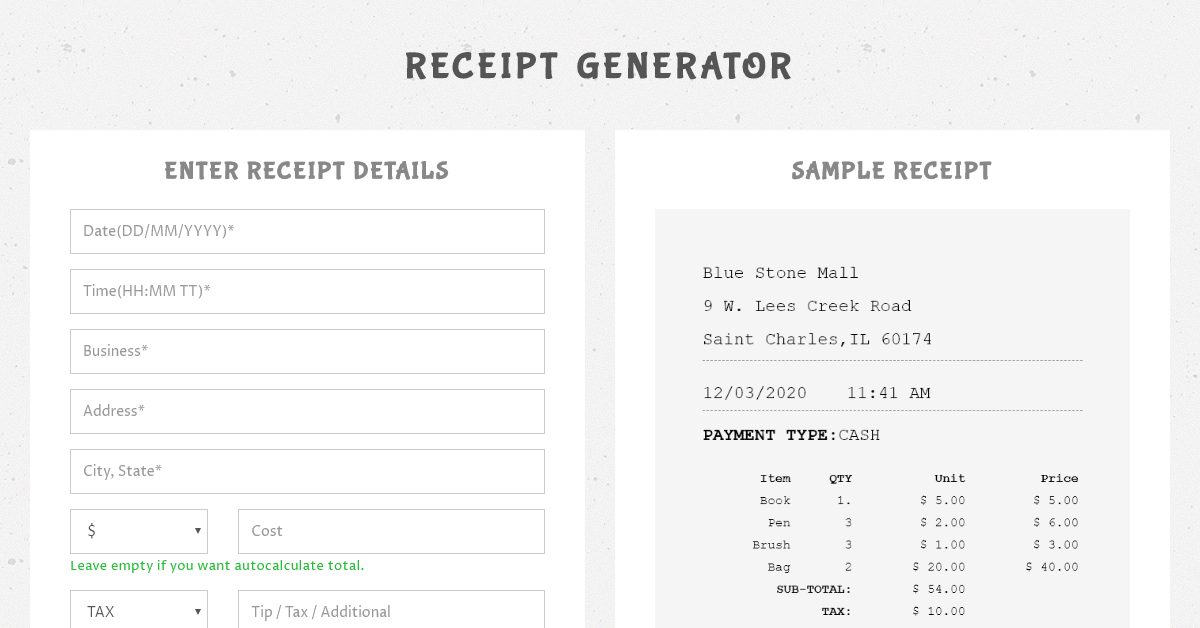 RECEIPT GENERATOR
ENTER RECEIPT DETAILS
Date(DD/MM/YYYY)*
Time(HH:MM TT)*
Business*
Address*
City, State*
$ Cost
Leave empty if you want autocalculate total.
TAX Tip / Tax / Additional
SAMPLE RECEIPT
Blue Stone Mall
9 W. Lees Creek Road
Saint Charles,IL 60174
12/03/2020 11:41 AM
PAYMENT TYPE:CASH
Item QTY Unit Price
Book 1. $ 5.00 $ 5.00
Pen 3 $ 2.00 $ 6.00
Brush 3 $ 1.00 $ 3.00
Bag 2 $ 20.00 $ 40.00
SUB-TOTAL: $ 54.00
TAX: $ 10.00